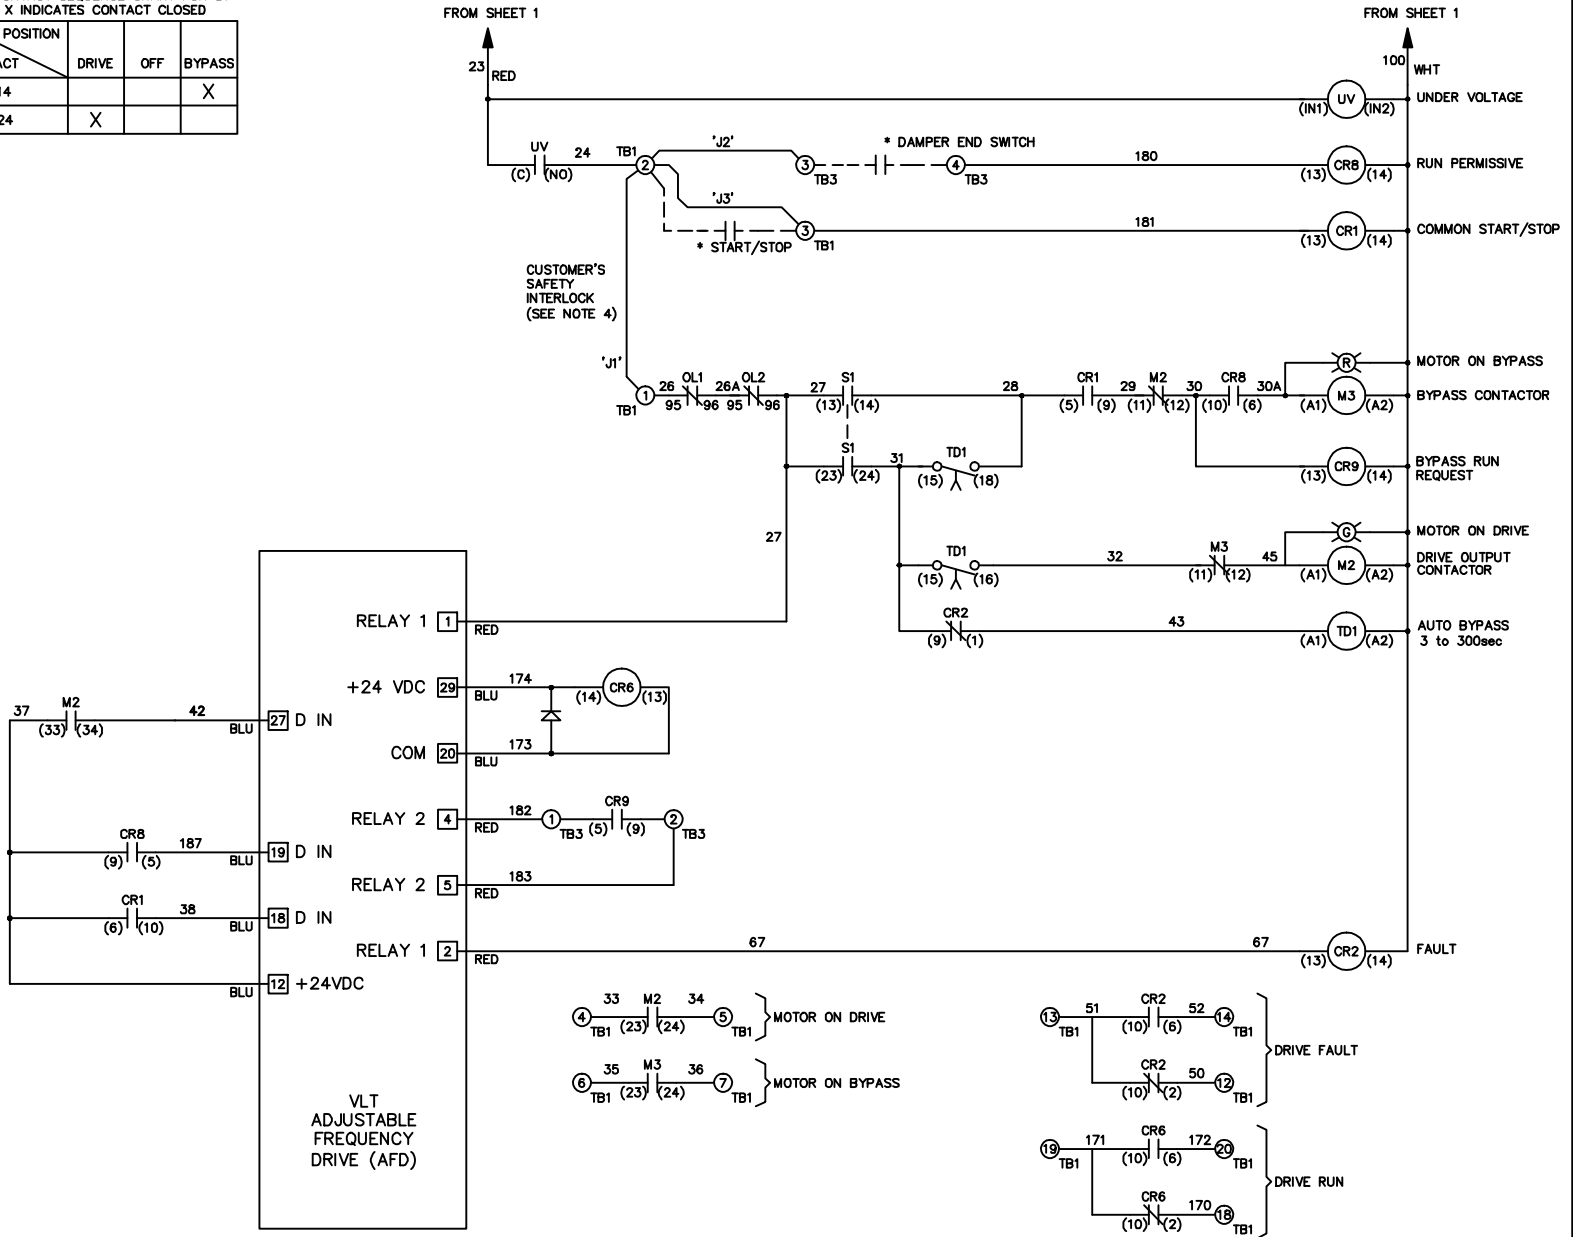 X INDICATES CONTACT CLOSED
POSITION
ACT
DRIVE
OFF
BYPASS
14
X
24
X
FROM SHEET 1
FROM SHEET 1
23
RED
100
WHT
UV
(IN1)
(IN2)
UNDER VOLTAGE
UV
(C)
(NO)
24
TB1
2
'J2'
3
TB3
* DAMPER END SWITCH
4
TB3
180
CR8
(13)
(14)
RUN PERMISSIVE
'J3'
* START/STOP
3
TB1
181
CR1
(13)
(14)
COMMON START/STOP
CUSTOMER'S
SAFETY
INTERLOCK
(SEE NOTE 4)
'J1'
R
MOTOR ON BYPASS
1
TB1
26
OL1
95
96
26A
OL2
95
96
27
S1
(13)
(14)
28
CR1
(5)
(9)
29
M2
(11)
(12)
30
CR8
(10)
(6)
30A
M3
(A1)
(A2)
BYPASS CONTACTOR
S1
(23)
(24)
31
TD1
(15)
(18)
CR9
(13)
(14)
BYPASS RUN
REQUEST
27
G
MOTOR ON DRIVE
TD1
(15)
(16)
32
M3
(11)
(12)
45
M2
(A1)
(A2)
DRIVE OUTPUT
CONTACTOR
CR2
(9)
(1)
43
TD1
(A1)
(A2)
AUTO BYPASS
3 to 300sec
RELAY 1
1
RED
+24 VDC
29
174
BLU
(14)
CR6
(13)
COM
20
173
BLU
37
M2
(33)
(34)
42
BLU
27
D IN
RELAY 2
4
182
RED
1
TB3
CR9
(5)
(9)
2
TB3
CR8
(9)
(5)
187
BLU
19
D IN
RELAY 2
5
183
RED
CR1
(6)
(10)
38
BLU
18
D IN
RELAY 1
2
RED
67
67
CR2
(13)
(14)
FAULT
BLU
12
+24VDC
4
TB1
33
M2
(23)
(24)
34
5
TB1
MOTOR ON DRIVE
13
TB1
51
CR2
(10)
(6)
52
14
TB1
DRIVE FAULT
6
TB1
35
M3
(23)
(24)
36
7
TB1
MOTOR ON BYPASS
CR2
(10)
(2)
50
12
TB1
VLT
ADJUSTABLE
FREQUENCY
DRIVE (AFD)
19
TB1
171
CR6
(10)
(6)
172
20
TB1
DRIVE RUN
CR6
(10)
(2)
170
18
TB1